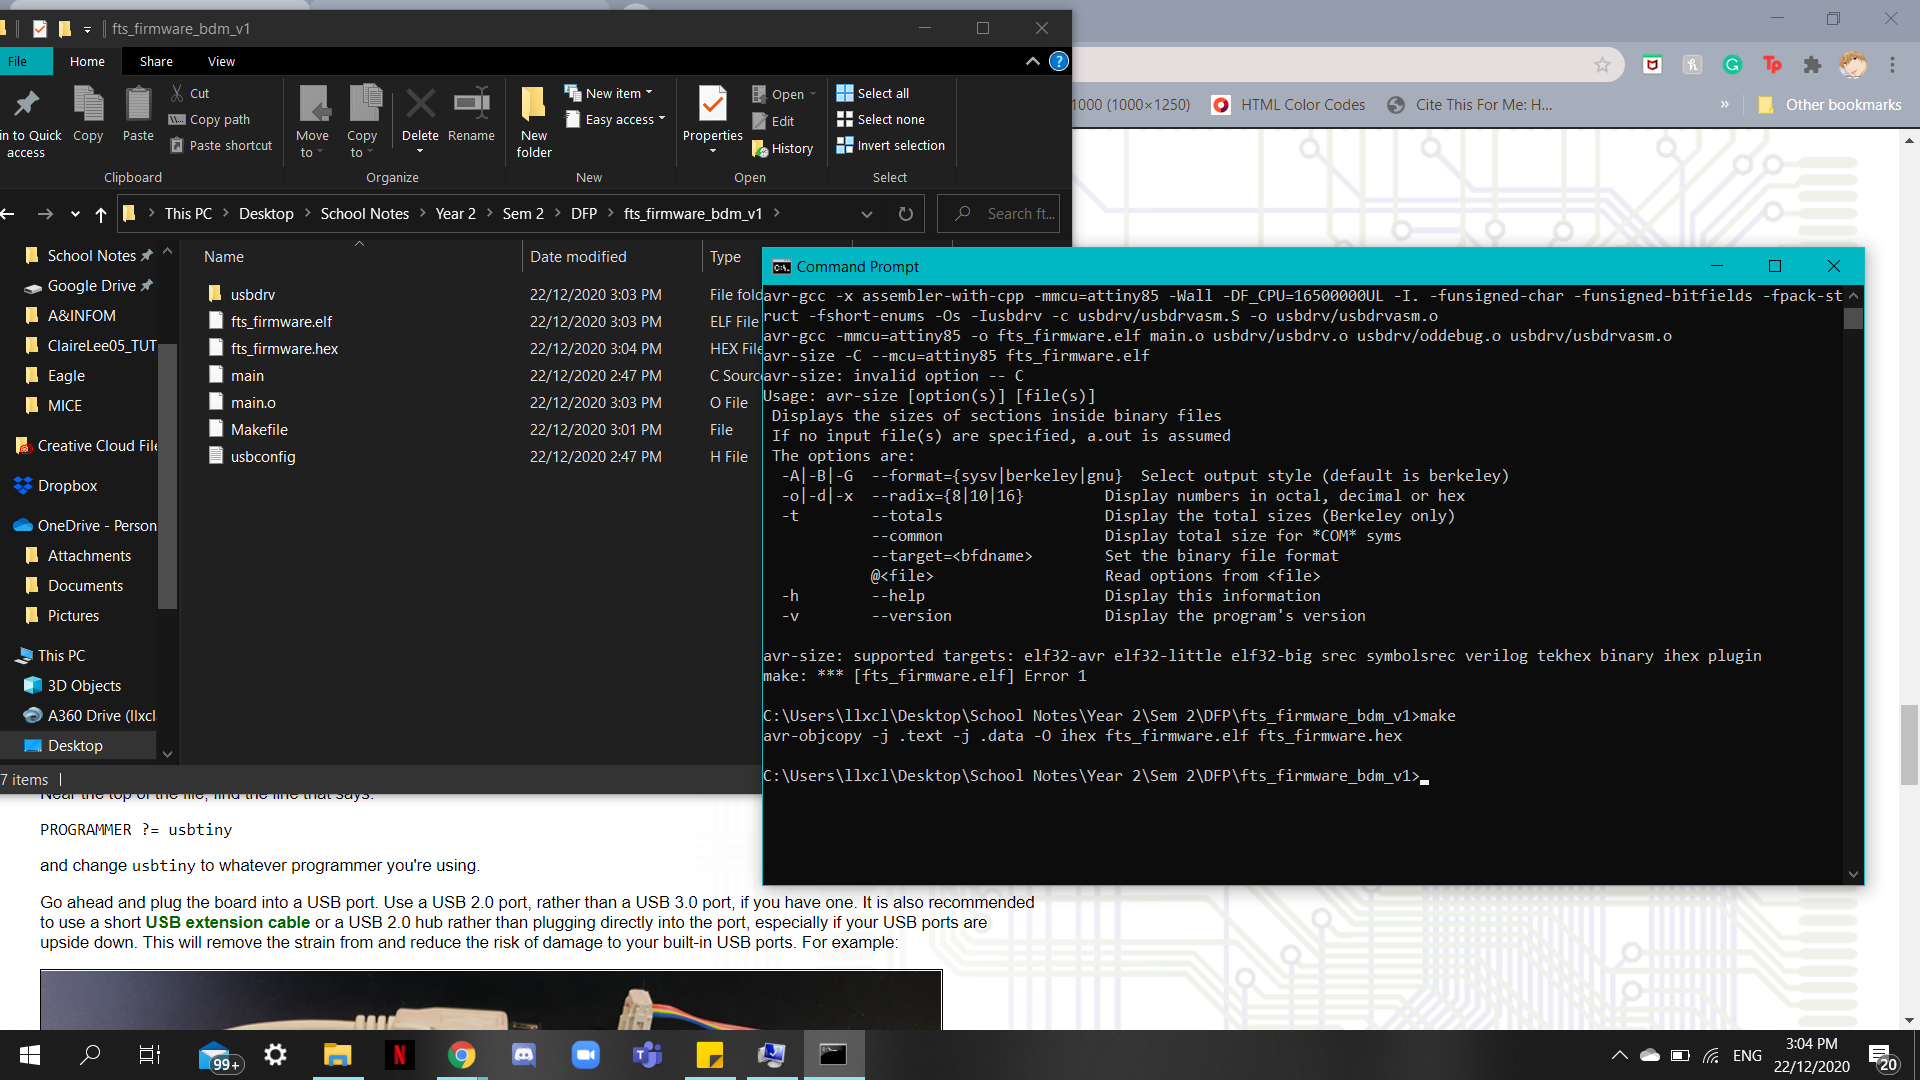 fts_firmware_bdm_v1
File
Home
Share
View
in to Quick access
Copy
Paste
Cut
Copy path
Paste shortcut
Clipboard
Move to
Copy to
Delete
Rename
Organize
New folder
New item
Easy access
New
Properties
Open
Edit
History
Open
Select all
Select none
Invert selection
Select
This PC
Desktop
School Notes
Year 2
Sem 2
DFP
fts_firmware_bdm_v1
Search ft...
1000 (1000×1250)
HTML Color Codes
Cite This For Me: H...
»
Other bookmarks
School Notes
Google Drive
A&INFOM
ClaireLee05_TUT
Eagle
MICE
Creative Cloud File
Dropbox
OneDrive - Person
Attachments
Documents
Pictures
This PC
3D Objects
A360 Drive (llxcl
Desktop
7 items
Name Date modified Type
usbdrv 22/12/2020 3:03 PM File fold
fts_firmware.elf 22/12/2020 3:03 PM ELF File
fts_firmware.hex 22/12/2020 3:04 PM HEX File
main 22/12/2020 2:47 PM C Sourc
main.o 22/12/2020 3:03 PM O File
Makefile 22/12/2020 3:01 PM File
usbconfig 22/12/2020 2:47 PM H File
Command Prompt
avr-gcc -x assembler-with-cpp -mmcu=attiny85 -Wall -DF_CPU=16500000UL -I. -funsigned-char -funsigned-bitfields -fpack-st
ruct -fshort-enums -Os -Iusbdrv -c usbdrv/usbdrvasm.S -o usbdrv/usbdrvasm.o
avr-gcc -mmcu=attiny85 -o fts_firmware.elf main.o usbdrv/usbdrv.o usbdrv/oddebug.o usbdrv/usbdrvasm.o
avr-size -C --mcu=attiny85 fts_firmware.elf
avr-size: invalid option -- C
Usage: avr-size [option(s)] [file(s)]
Displays the sizes of sections inside binary files
If no input file(s) are specified, a.out is assumed
The options are:
-A|-B|-G --format={sysv|berkeley|gnu} Select output style (default is berkeley)
-o|-d|-x --radix={8|10|16} Display numbers in octal, decimal or hex
-t --totals Display the total sizes (Berkeley only)
--common Display total size for *COM* syms
--target=<bfdname> Set the binary file format
@<file> Read options from <file>
-h --help Display this information
-v --version Display the program's version
avr-size: supported targets: elf32-avr elf32-little elf32-big srec symbolsrec verilog tekhex binary ihex plugin
make: *** [fts_firmware.elf] Error 1
C:\Users\llxcl\Desktop\School Notes\Year 2\Sem 2\DFP\fts_firmware_bdm_v1>make
avr-objcopy -j .text -j .data -O ihex fts_firmware.elf fts_firmware.hex
C:\Users\llxcl\Desktop\School Notes\Year 2\Sem 2\DFP\fts_firmware_bdm_v1>
Near the top of the file, find the line that says:
PROGRAMMER ?= usbtiny
and change usbtiny to whatever programmer you're using.
Go ahead and plug the board into a USB port. Use a USB 2.0 port, rather than a USB 3.0 port, if you have one. It is also recommended
to use a short USB extension cable or a USB 2.0 hub rather than plugging directly into the port, especially if your USB ports are
upside down. This will remove the strain from and reduce the risk of damage to your built-in USB ports. For example:
99+
ENG
3:04 PM
22/12/2020
20